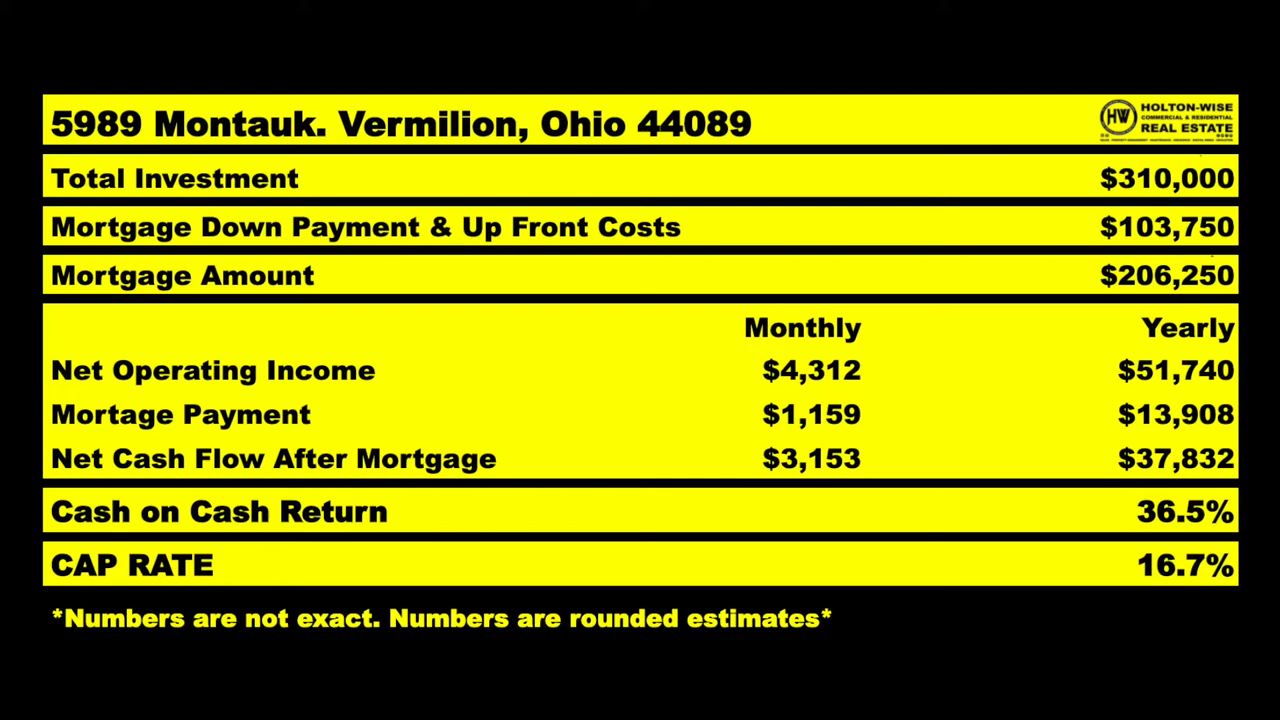 5989 Montauk. Vermilion, Ohio 44089
HW
HOLTON-WISE
COMMERCIAL & RESIDENTIAL
REAL ESTATE
Total Investment $310,000
Mortgage Down Payment & Up Front Costs $103,750
Mortgage Amount $206,250
Monthly Yearly
Net Operating Income $4,312 $51,740
Mortage Payment $1,159 $13,908
Net Cash Flow After Mortgage $3,153 $37,832
Cash on Cash Return 36.5%
CAP RATE 16.7%
*Numbers are not exact. Numbers are rounded estimates*